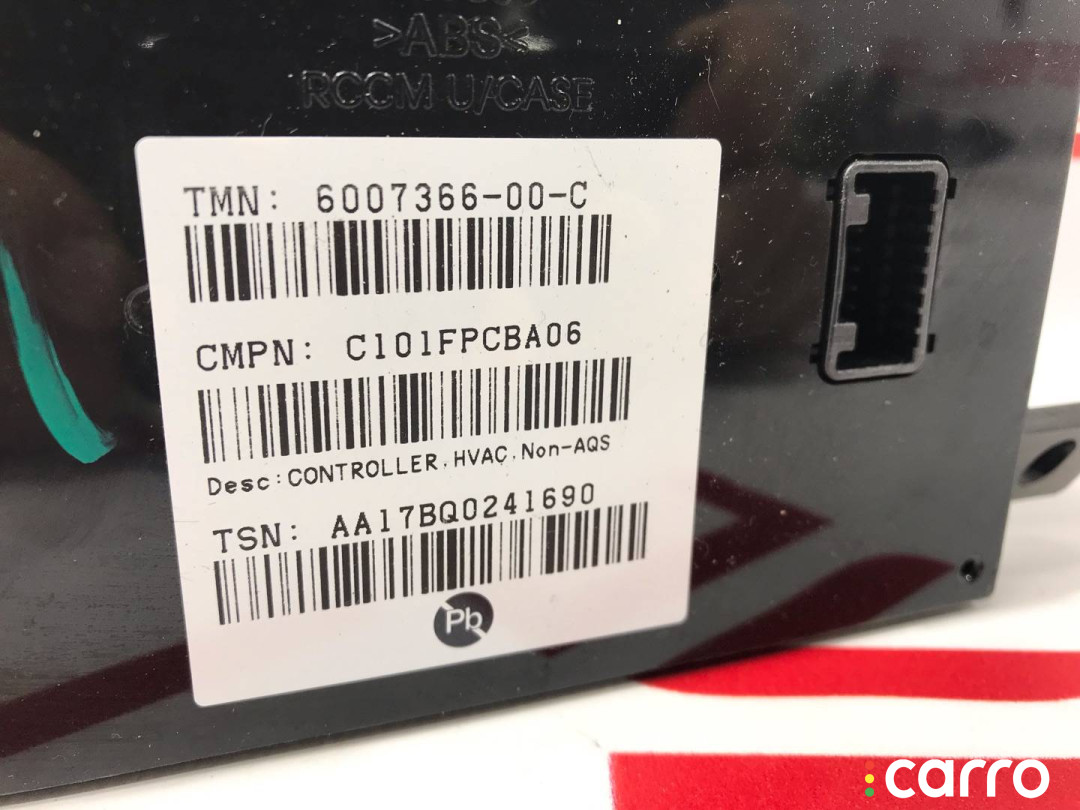 >ABS<
RCCM U/CASE
TMN: 6007366-00-C
CMPN: C101FPCBA06
Desc:CONTROLLER,HVAC,Non-AQS
TSN: AA17BQ0241690
Pb
carro